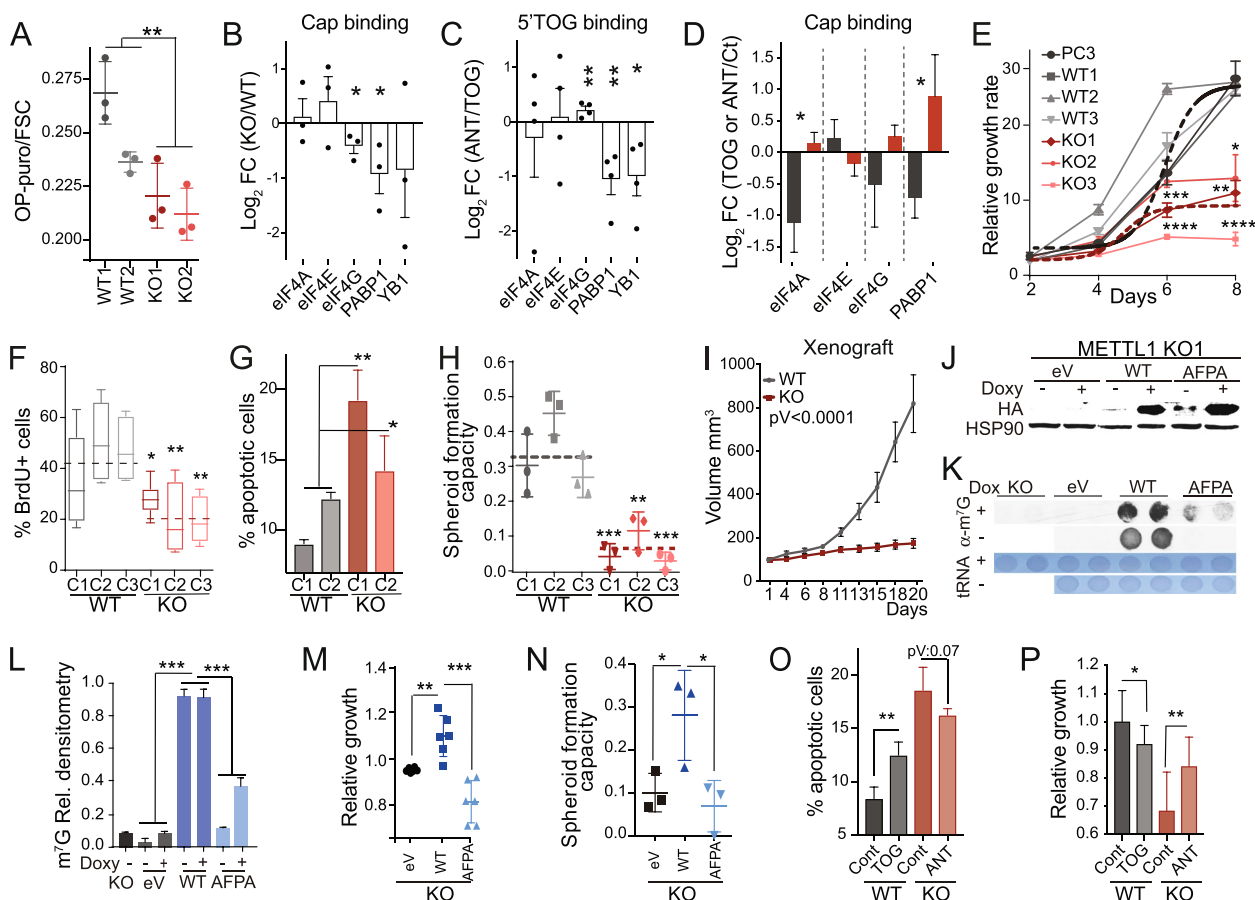 A
**
OP-puro/FSC
0.275
0.250
0.225
0.200
WT1
WT2
KO1
KO2
B
Cap binding
Log2 FC (KO/WT)
1
0
-1
-2
*
*
eIF4A
eIF4E
eIF4G
PABP1
YB1
C
5'TOG binding
Log2 FC (ANT/TOG)
1
0
-1
-2
**
**
*
eIF4A
eIF4E
eIF4G
PABP1
YB1
D
Cap binding
Log2 FC (TOG or ANT/Ct)
1.5
1.0
0.5
0.0
-0.5
-1.0
-1.5
*
*
eIF4A
eIF4E
eIF4G
PABP1
E
PC3
WT1
WT2
WT3
KO1
KO2
KO3
Relative growth rate
30
20
10
0
*
***
**
****
****
2
4
6
8
Days
F
% BrdU+ cells
80
60
40
20
0
*
**
**
C1
C2
C3
C1
C2
C3
WT
KO
G
% apoptotic cells
20
15
10
**
*
C1
C2
C1
C2
WT
KO
H
Spheroid formation
capacity
0.6
0.5
0.4
0.3
0.2
0.1
0.0
***
**
***
C1
C2
C3
C1
C2
C3
WT
KO
I
Xenograft
WT
KO
pV<0.0001
Volume mm3
1000
800
600
400
200
0
1 4 6 8 11 13 15 18 20
Days
J
METTL1 KO1
eV WT AFPA
Doxy - + - + - +
HA
HSP90
K
Dox KO eV WT AFPA
+
-
α-m7G
+
-
tRNA
L
m7G Rel. densitometry
1.0
0.8
0.6
0.4
0.2
0.0
***
***
Doxy - - + - + - +
KO eV WT AFPA
M
Relative growth
1.4
1.2
1.0
0.8
**
***
eV
WT
AFPA
KO
N
Spheroid formation
capacity
0.4
0.3
0.2
0.1
0.0
*
*
eV
WT
AFPA
KO
O
% apoptotic cells
25
20
15
10
5
**
pV:0.07
Cont
TOG
Cont
ANT
WT
KO
P
Relative growth
1.2
1.0
0.8
0.6
0.4
*
**
Cont
TOG
Cont
ANT
WT
KO